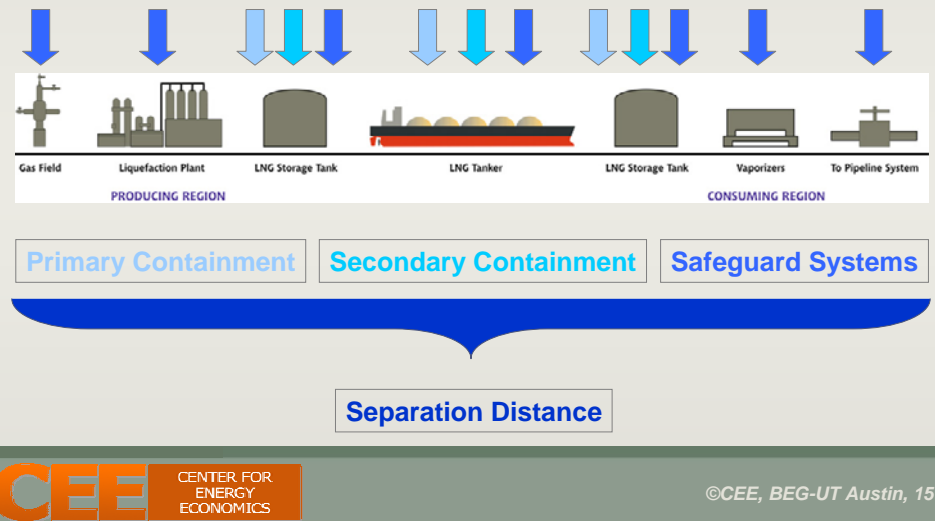 Gas Field
Liquefaction Plant
LNG Storage Tank
LNG Tanker
LNG Storage Tank
Vaporizers
To Pipeline System
PRODUCING REGION
CONSUMING REGION
Primary Containment
Secondary Containment
Safeguard Systems
Separation Distance
CEE
CENTER FOR
ENERGY
ECONOMICS
©CEE, BEG-UT Austin, 15